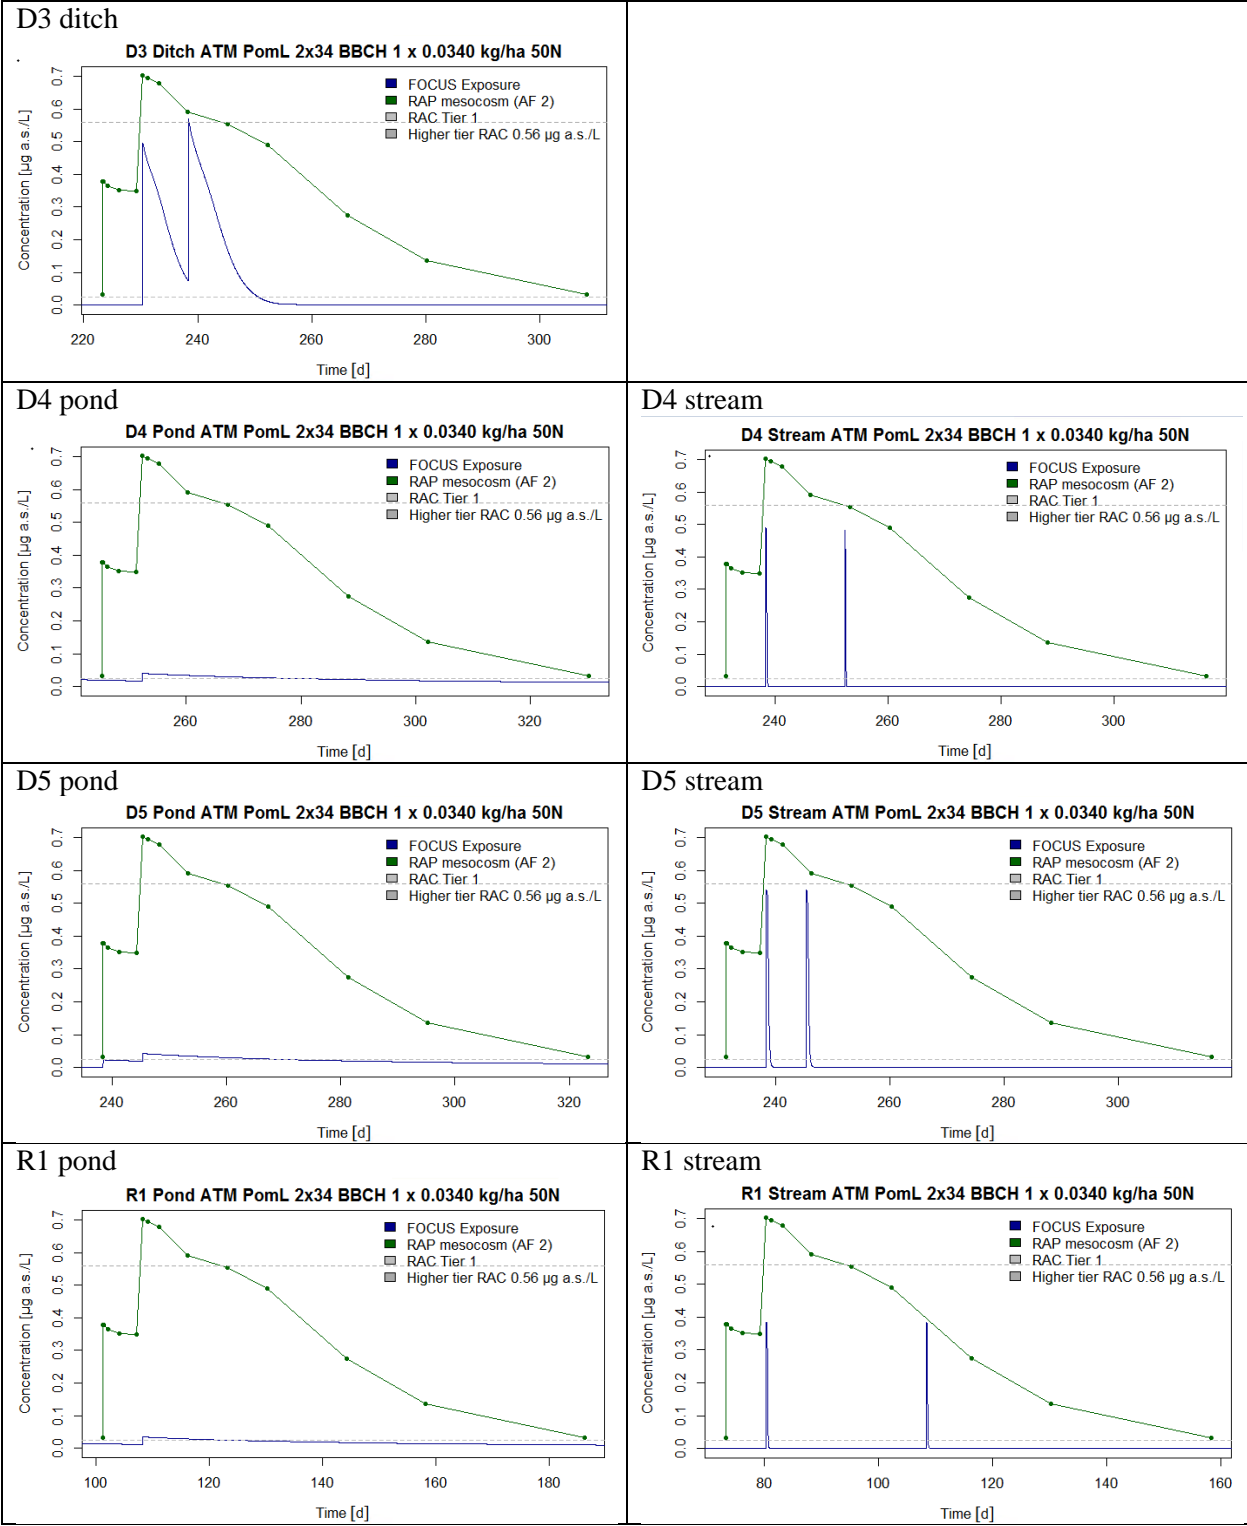 D3 ditch
D3 Ditch ATM PomL 2x34 BBCH 1 x 0.0340 kg/ha 50N
FOCUS Exposure
RAP mesocosm (AF 2)
RAC Tier 1
Higher tier RAC 0.56 µg a.s./L
Concentration [µg a.s./L]
0.7
0.6
0.5
0.4
0.3
0.2
0.1
0.0
220 240 260 280 300
Time [d]
D4 pond
D4 Pond ATM PomL 2x34 BBCH 1 x 0.0340 kg/ha 50N
FOCUS Exposure
RAP mesocosm (AF 2)
RAC Tier 1
Higher tier RAC 0.56 µg a.s./L
Concentration [µg a.s./L]
0.7
0.6
0.5
0.4
0.3
0.2
0.1
0.0
260 280 300 320
Time [d]
D4 stream
D4 Stream ATM PomL 2x34 BBCH 1 x 0.0340 kg/ha 50N
FOCUS Exposure
RAP mesocosm (AF 2)
RAC Tier 1
Higher tier RAC 0.56 µg a.s./L
Concentration [µg a.s./L]
0.7
0.6
0.5
0.4
0.3
0.2
0.1
0.0
240 260 280 300
Time [d]
D5 pond
D5 Pond ATM PomL 2x34 BBCH 1 x 0.0340 kg/ha 50N
FOCUS Exposure
RAP mesocosm (AF 2)
RAC Tier 1
Higher tier RAC 0.56 µg a.s./L
Concentration [µg a.s./L]
0.7
0.6
0.5
0.4
0.3
0.2
0.1
0.0
240 260 280 300 320
Time [d]
D5 stream
D5 Stream ATM PomL 2x34 BBCH 1 x 0.0340 kg/ha 50N
FOCUS Exposure
RAP mesocosm (AF 2)
RAC Tier 1
Higher tier RAC 0.56 µg a.s./L
Concentration [µg a.s./L]
0.7
0.6
0.5
0.4
0.3
0.2
0.1
0.0
240 260 280 300
Time [d]
R1 pond
R1 Pond ATM PomL 2x34 BBCH 1 x 0.0340 kg/ha 50N
FOCUS Exposure
RAP mesocosm (AF 2)
RAC Tier 1
Higher tier RAC 0.56 µg a.s./L
Concentration [µg a.s./L]
0.7
0.6
0.5
0.4
0.3
0.2
0.1
0.0
100 120 140 160 180
Time [d]
R1 stream
R1 Stream ATM PomL 2x34 BBCH 1 x 0.0340 kg/ha 50N
FOCUS Exposure
RAP mesocosm (AF 2)
RAC Tier 1
Higher tier RAC 0.56 µg a.s./L
Concentration [µg a.s./L]
0.7
0.6
0.5
0.4
0.3
0.2
0.1
0.0
80 100 120 140 160
Time [d]